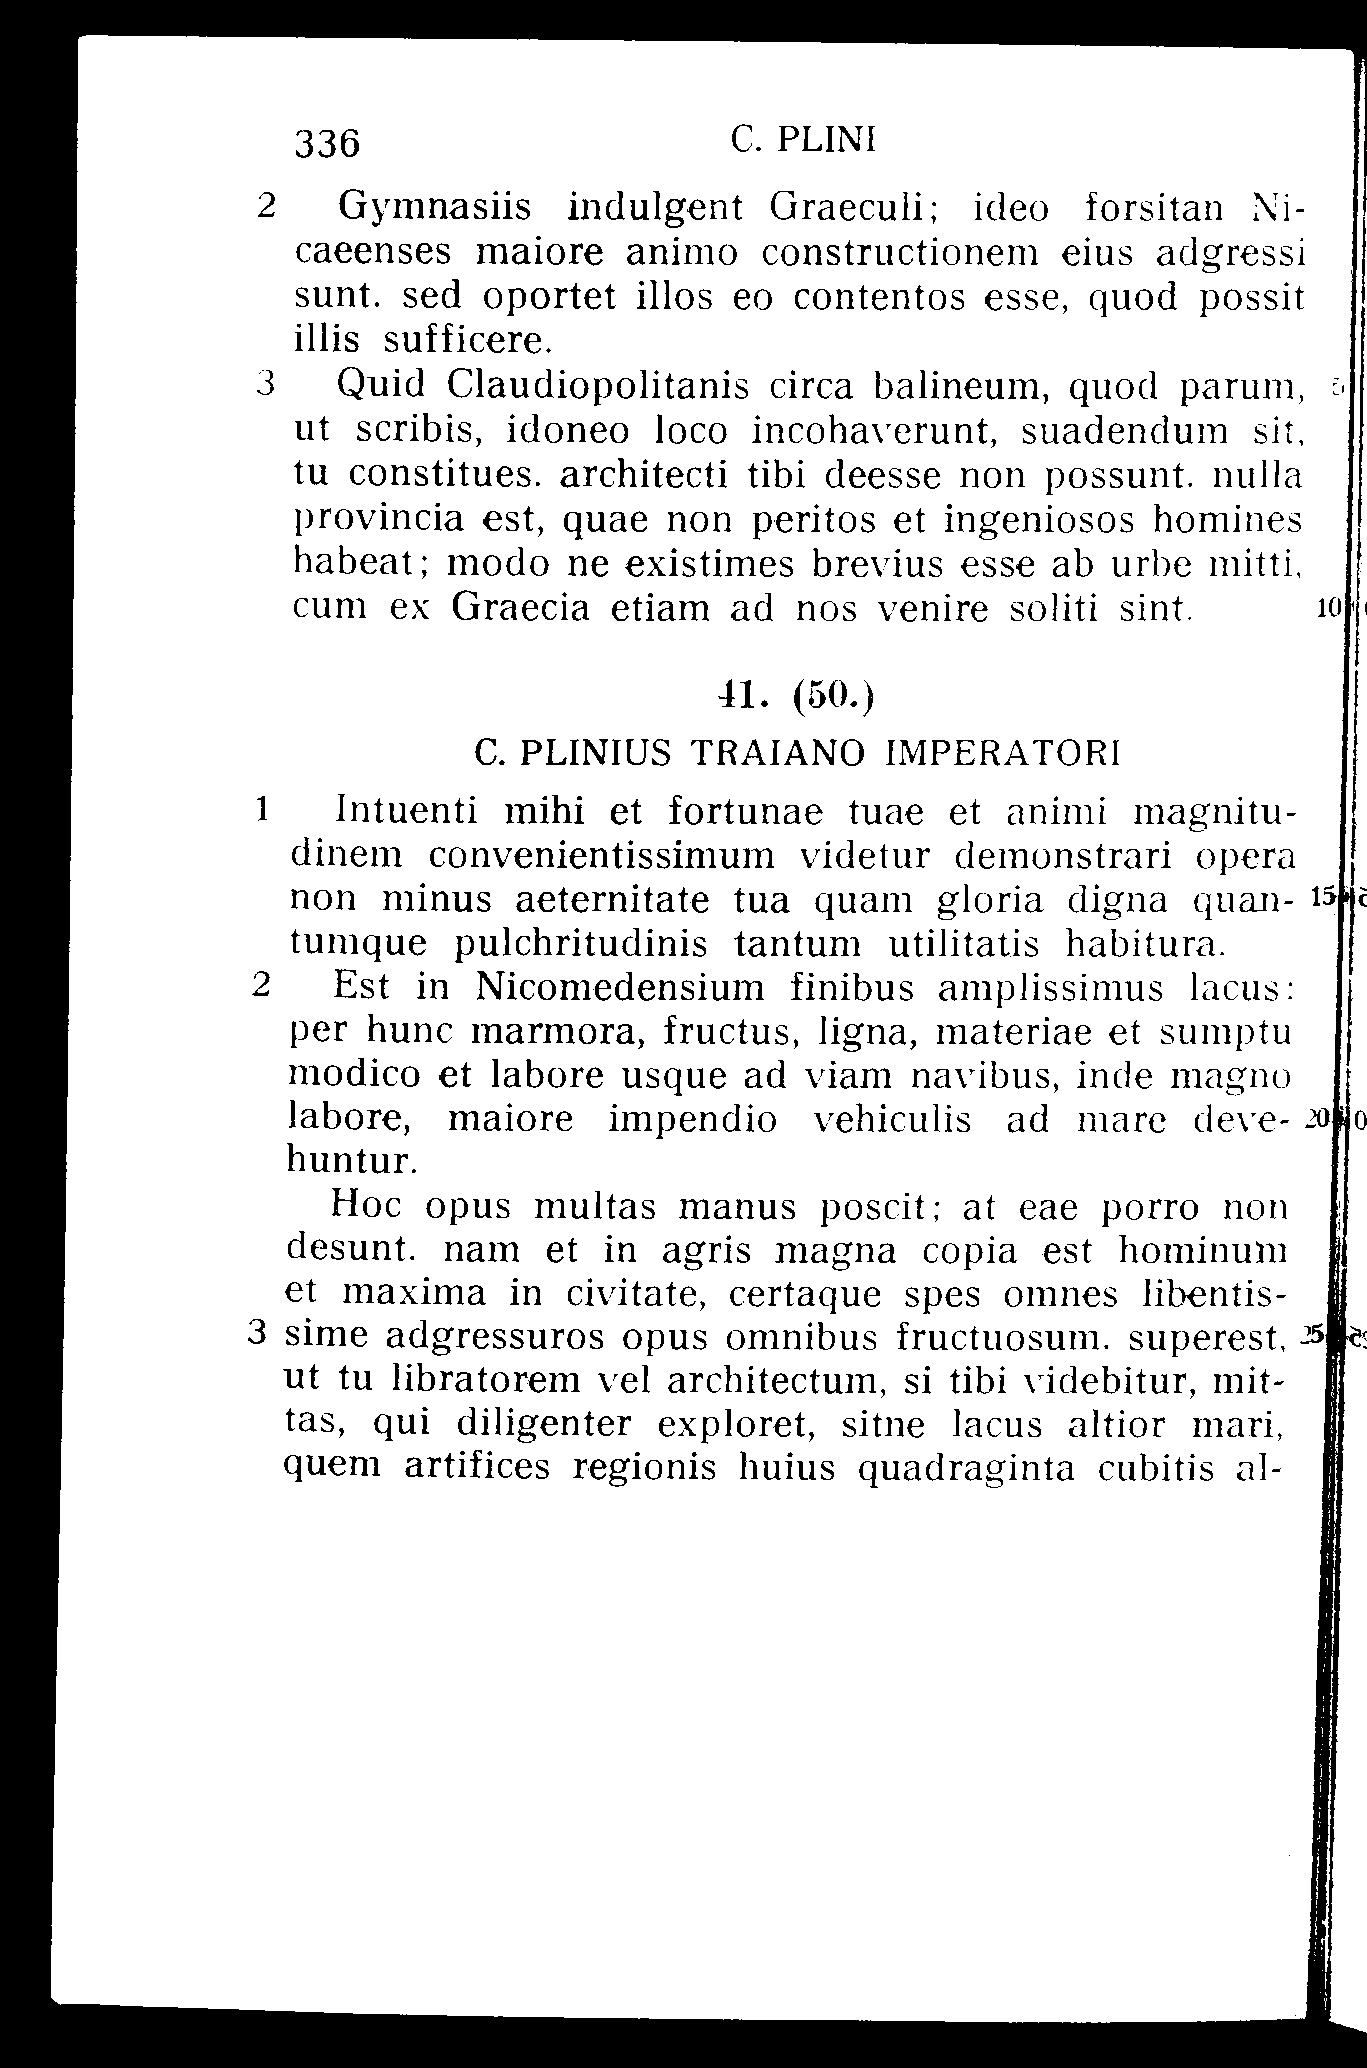 336 C. PLINI
2 Gymnasiis indulgent Graeculi; ideo forsitan Ni-
caeenses maiore animo constructionem eius adgressi
sunt. sed oportet illos eo contentos esse, quod possit
illis sufficere.
3 Quid Claudiopolitanis circa balineum, quod parum, 5
ut scribis, idoneo loco incohaverunt, suadendum sit,
tu constitues. architecti tibi deesse non possunt. nulla
provincia est, quae non peritos et ingeniosos homines
habeat; modo ne existimes brevius esse ab urbe mitti,
cum ex Graecia etiam ad nos venire soliti sint. 10
41. (50.)
C. PLINIUS TRAIANO IMPERATORI
1 Intuenti mihi et fortunae tuae et animi magnitu-
dinem convenientissimum videtur demonstrari opera
non minus aeternitate tua quam gloria digna quan- 15
tumque pulchritudinis tantum utilitatis habitura.
2 Est in Nicomedensium finibus amplissimus lacus:
per hunc marmora, fructus, ligna, materiae et sumptu
modico et labore usque ad viam navibus, inde magno
labore, maiore impendio vehiculis ad mare deve- 20
huntur.
Hoc opus multas manus poscit; at eae porro non
desunt. nam et in agris magna copia est hominum
et maxima in civitate, certaque spes omnes libentis-
3 sime adgressuros opus omnibus fructuosum. superest, 25
ut tu libratorem vel architectum, si tibi videbitur, mit-
tas, qui diligenter exploret, sitne lacus altior mari,
quem artifices regionis huius quadraginta cubitis al-